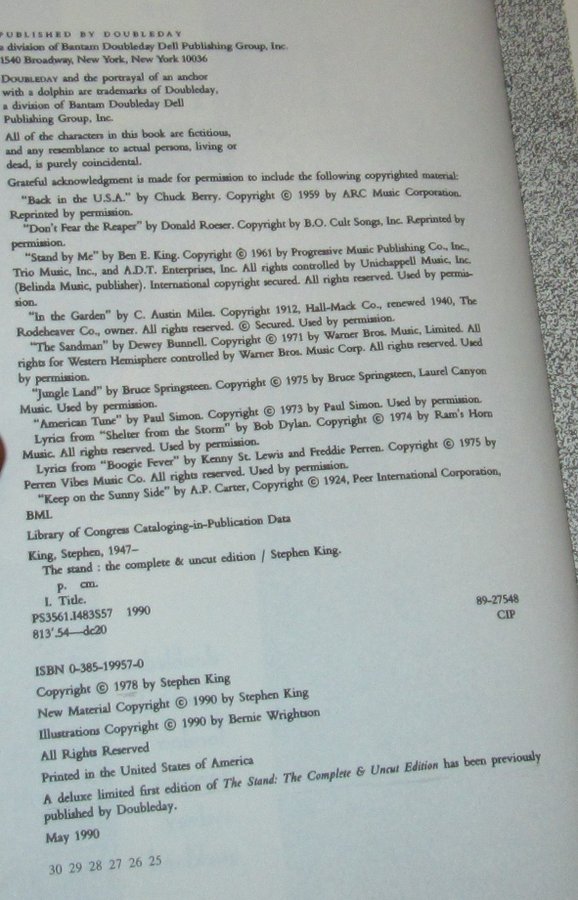 PUBLISHED BY DOUBLEDAY
a division of Bantam Doubleday Dell Publishing Group, Inc.
1540 Broadway, New York, New York 10036
DOUBLEDAY and the portrayal of an anchor
with a dolphin are trademarks of Doubleday,
a division of Bantam Doubleday Dell
Publishing Group, Inc.
All of the characters in this book are fictitious,
and any resemblance to actual persons, living or
dead, is purely coincidental.
Grateful acknowledgment is made for permission to include the following copyrighted material:
"Back in the U.S.A." by Chuck Berry. Copyright © 1959 by ARC Music Corporation.
Reprinted by permission.
"Don't Fear the Reaper" by Donald Roeser. Copyright by B.O. Cult Songs, Inc. Reprinted by
permission.
"Stand by Me" by Ben E. King. Copyright © 1961 by Progressive Music Publishing Co., Inc.,
Trio Music, Inc., and A.D.T. Enterprises, Inc. All rights controlled by Unichappell Music, Inc.
(Belinda Music, publisher). International copyright secured. All rights reserved. Used by permis-
sion.
"In the Garden" by C. Austin Miles. Copyright 1912, Hall-Mack Co., renewed 1940, The
Rodeheaver Co., owner. All rights reserved. © Secured. Used by permission.
"The Sandman" by Dewey Bunnell. Copyright © 1971 by Warner Bros. Music, Limited. All
rights for Western Hemisphere controlled by Warner Bros. Music Corp. All rights reserved. Used
by permission.
"Jungle Land" by Bruce Springsteen. Copyright © 1975 by Bruce Springsteen, Laurel Canyon
Music. Used by permission.
"American Tune" by Paul Simon. Copyright © 1973 by Paul Simon. Used by permission.
Lyrics from "Shelter from the Storm" by Bob Dylan. Copyright © 1974 by Ram's Horn
Music. All rights reserved. Used by permission.
Lyrics from "Boogie Fever" by Kenny St. Lewis and Freddie Perren. Copyright © 1975 by
Perren Vibes Music Co. All rights reserved. Used by permission.
"Keep on the Sunny Side" by A.P. Carter, Copyright © 1924, Peer International Corporation,
BMI.
Library of Congress Cataloging-in-Publication Data
King, Stephen, 1947–
The stand : the complete & uncut edition / Stephen King.
p. cm.
I. Title.
PS3561.I483S57 1990 89-27548
813'.54—dc20 CIP
ISBN 0-385-19957-0
Copyright © 1978 by Stephen King
New Material Copyright © 1990 by Stephen King
Illustrations Copyright © 1990 by Bernie Wrightson
All Rights Reserved
Printed in the United States of America
A deluxe limited first edition of The Stand: The Complete & Uncut Edition has been previously
published by Doubleday.
May 1990
30 29 28 27 26 25